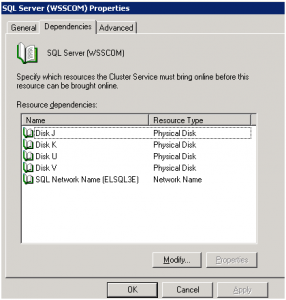 SQL Server (WSSCOM) Properties
General Dependencies Advanced
SQL Server (WSSCOM)
Specify which resources the Cluster Service must bring online before this
resource can be brought online.
Resource dependencies:
Name Resource Type
Disk J Physical Disk
Disk K Physical Disk
Disk U Physical Disk
Disk V Physical Disk
SQL Network Name (ELSQL3E) Network Name
Modify... Properties
OK Cancel Apply